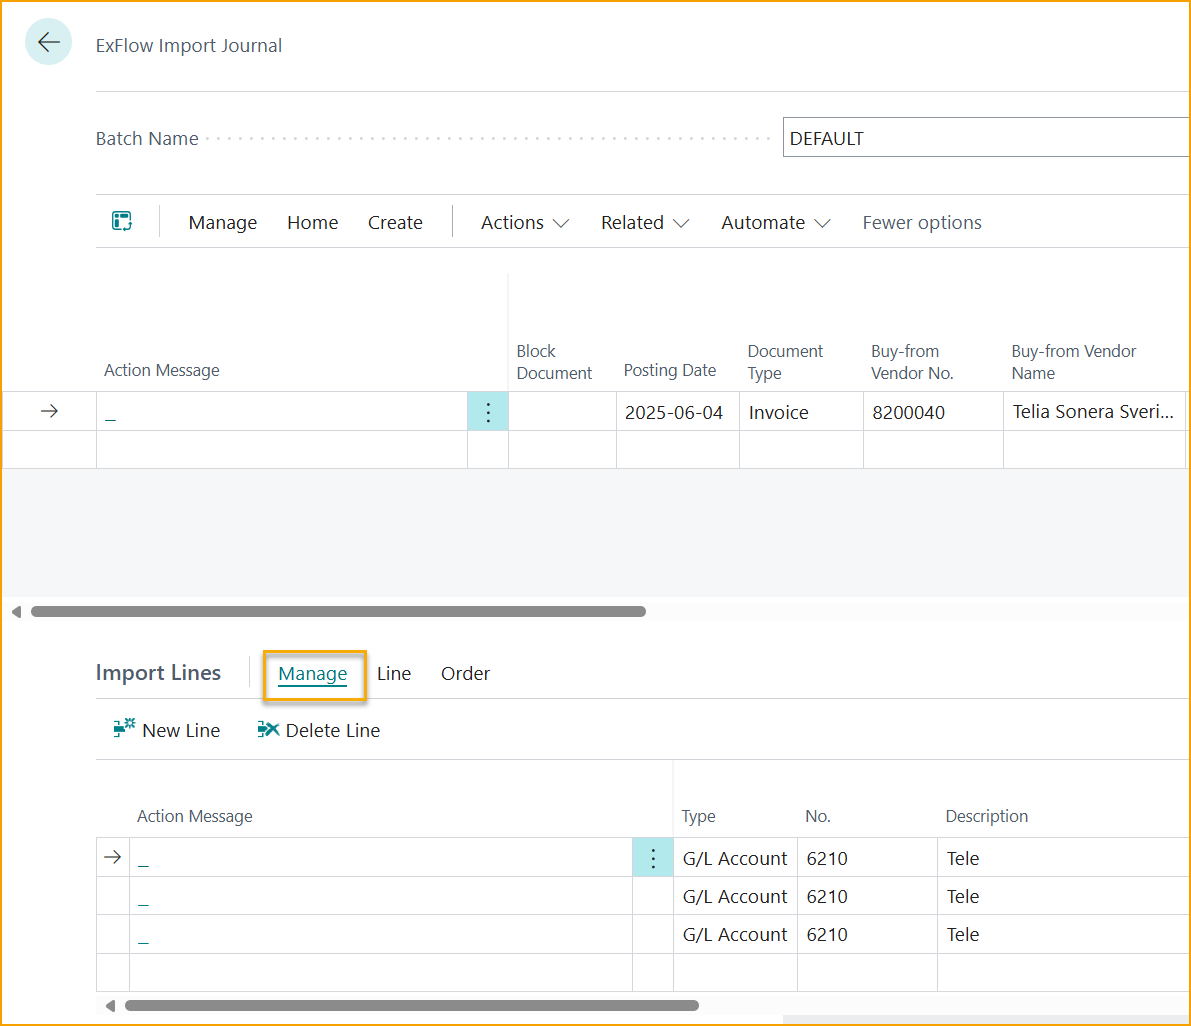 ExFlow Import Journal
Batch Name DEFAULT
Manage Home Create Actions Related Automate Fewer options
Action Message Block Document Posting Date Document Type Buy-from Vendor No. Buy-from Vendor Name
_ 2025-06-04 Invoice 8200040 Telia Sonera Sveri...
Import Lines Manage Line Order
New Line Delete Line
Action Message Type No. Description
_ G/L Account 6210 Tele
_ G/L Account 6210 Tele
_ G/L Account 6210 Tele